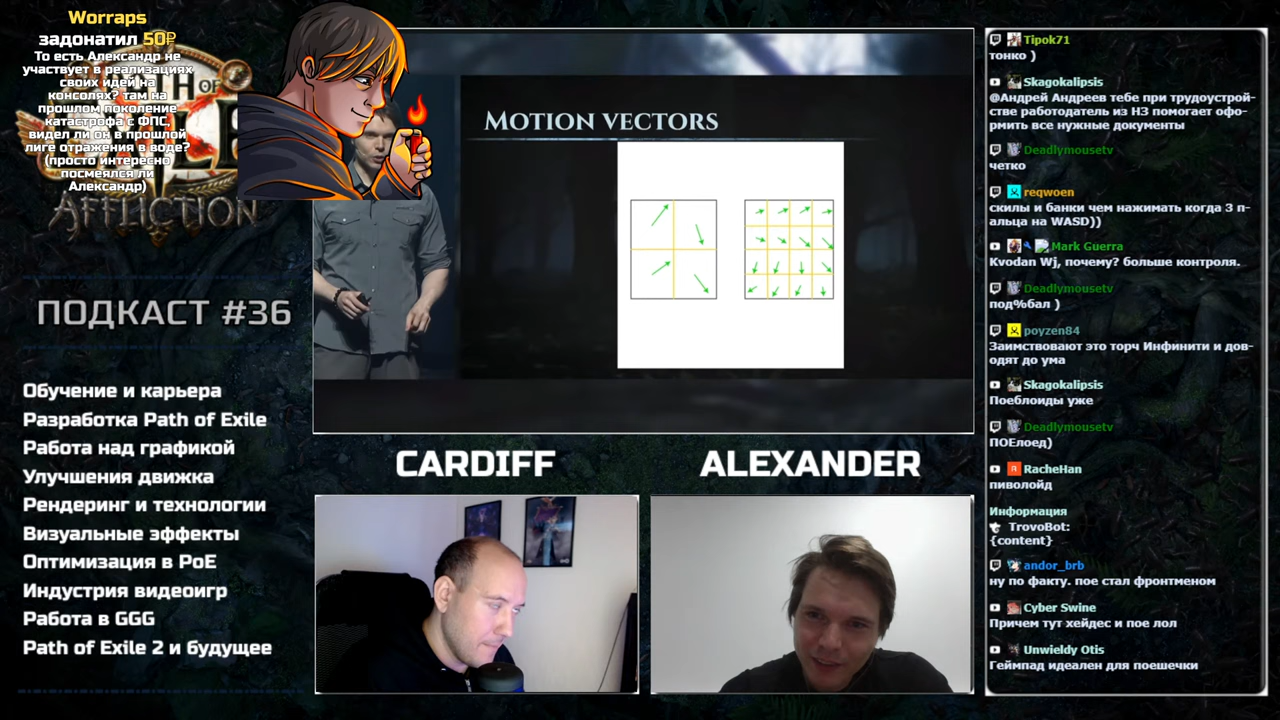 Worraps
задонатил 50₽
То есть Александр не
участвует в реализациях
своих идей на
консолях? там на
прошлом поколение
катастрофа с ФПС,
видел ли он в прошлой
лиге отражения в воде?
(просто интересно
посмеялся ли
Александр)
AFFLICTION
ПОДКАСТ #36
Обучение и карьера
Разработка Path of Exile
Работа над графикой
Улучшения движка
Рендеринг и технологии
Визуальные эффекты
Оптимизация в PoE
Индустрия видеоигр
Работа в GGG
Path of Exile 2 и будущее
MOTION VECTORS
CARDIFF
ALEXANDER
Tipok71
тонко )
Skagokalipsis
@Андрей Андреев тебе при трудоустрой-
стве работодатель из НЗ помогает офо-
рмить все нужные документы
Deadlymousetv
четко
reqwoen
скилы и банки чем нажимать когда 3 п-
альца на WASD))
Mark Guerra
Kvodan Wj, почему? больше контроля.
Deadlymousetv
под%бал )
poyzen84
Заимствовают это торч Инфинити и дов-
одят до ума
Skagokalipsis
Поеблоиды уже
Deadlymousetv
ПОЕлоед)
RacheHan
пиволойд
Информация
TrovoBot:
{content}
andor_brb
ну по факту. пое стал фронтменом
Cyber Swine
Причем тут хейдес и пое лол
Unwieldy Otis
Геймпад идеален для поешечки